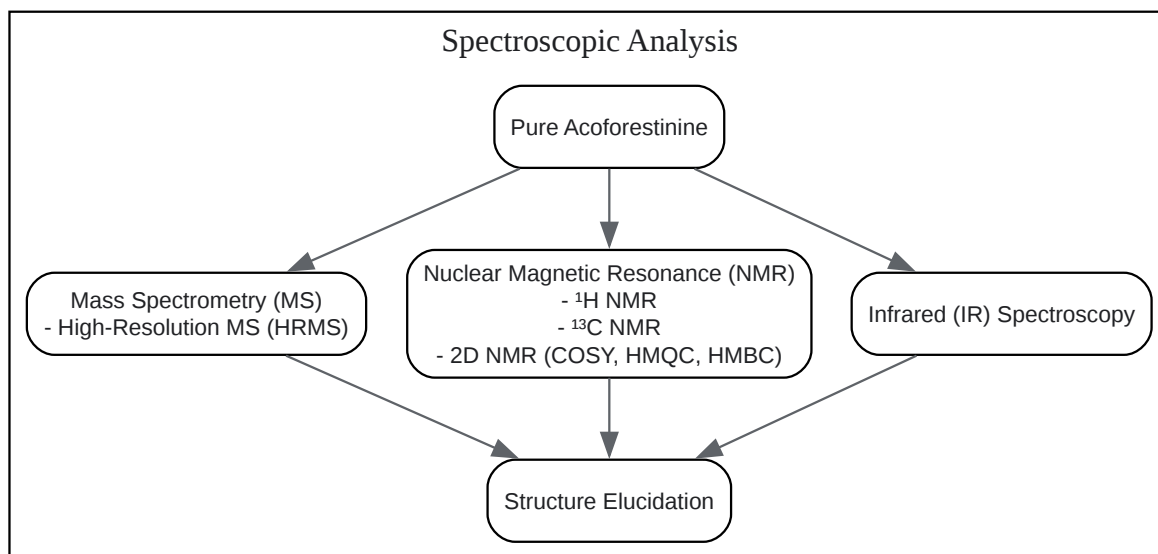 Spectroscopic Analysis
Pure Acoforestinine
Mass Spectrometry (MS)
- High-Resolution MS (HRMS)
Nuclear Magnetic Resonance (NMR)
- ¹H NMR
- ¹³C NMR
- 2D NMR (COSY, HMQC, HMBC)
Infrared (IR) Spectroscopy
Structure Elucidation